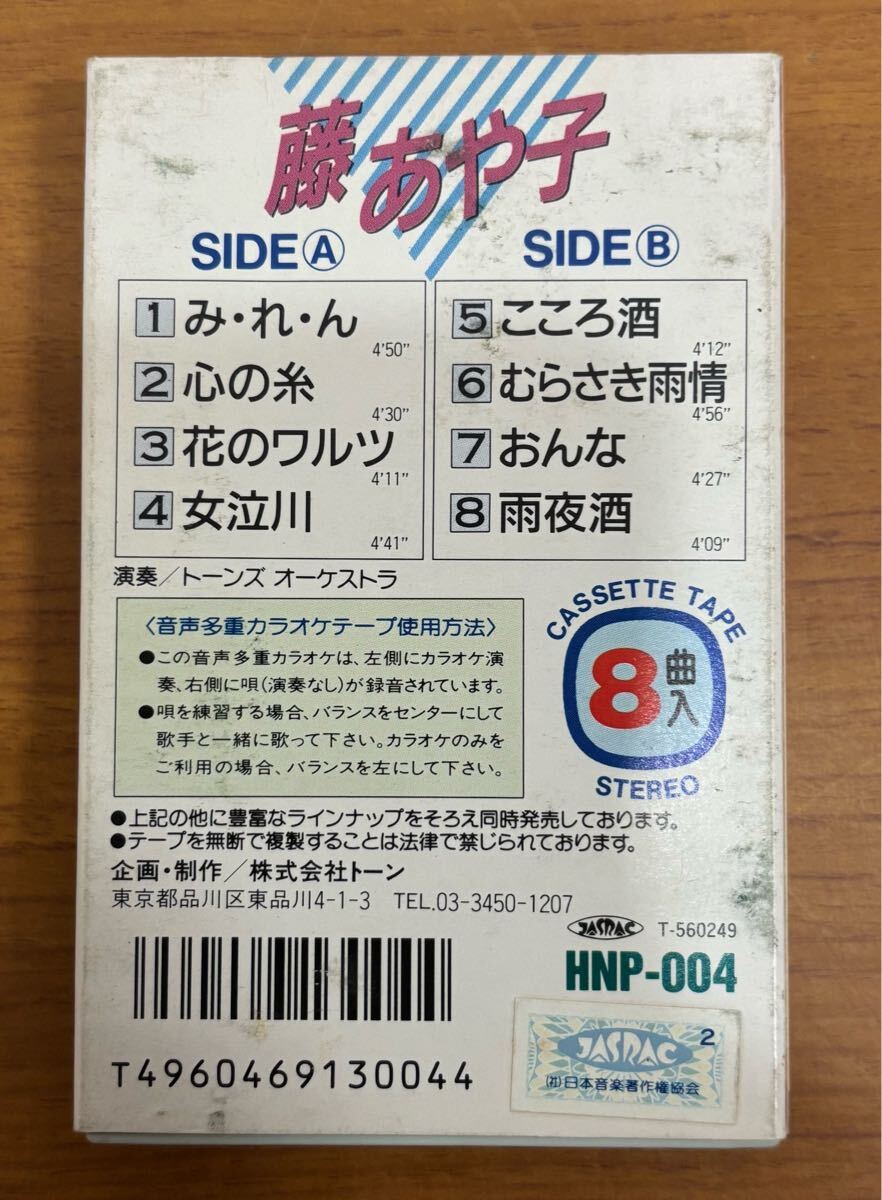 藤あや子
SIDE Ⓐ
1 み・れ・ん 4'50”
2 心の糸 4'30”
3 花のワルツ 4'11”
4 女泣川 4'41”
SIDE Ⓑ
5 こころ酒 4'12”
6 むらさき雨情 4'56”
7 おんな 4'27”
8 雨夜酒 4'09”
演奏／トーンズ オーケストラ
〈音声多重カラオケテープ使用方法〉
●この音声多重カラオケは、左側にカラオケ演
奏、右側に唄(演奏なし)が録音されています。
●唄を練習する場合、バランスをセンターにして
歌手と一緒に歌って下さい。カラオケのみを
ご利用の場合、バランスを左にして下さい。
CASSETTE TAPE
8曲入
STEREO
●上記の他に豊富なラインナップをそろえ同時発売しております。
●テープを無断で複製することは法律で禁じられております。
企画・制作／株式会社トーン
東京都品川区東品川4-1-3 TEL.03-3450-1207
JASRAC T-560249
HNP-004
T4960469130044
JASRAC 2
(社)日本音楽著作権協会